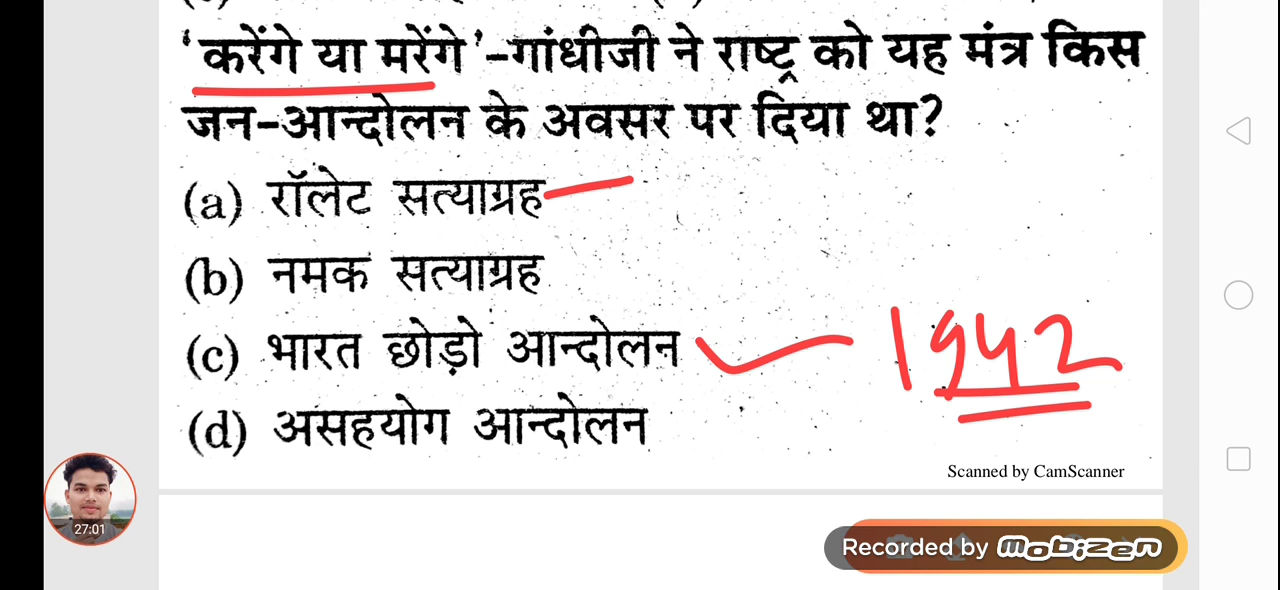 ‘करेंगे या मरेंगे’-गांधीजी ने राष्ट्र को यह मंत्र किस
जन-आन्दोलन के अवसर पर दिया था?
(a) रॉलेट सत्याग्रह
(b) नमक सत्याग्रह
(c) भारत छोड़ो आन्दोलन
1942
(d) असहयोग आन्दोलन
Scanned by CamScanner
27:01
Recorded by mobizen